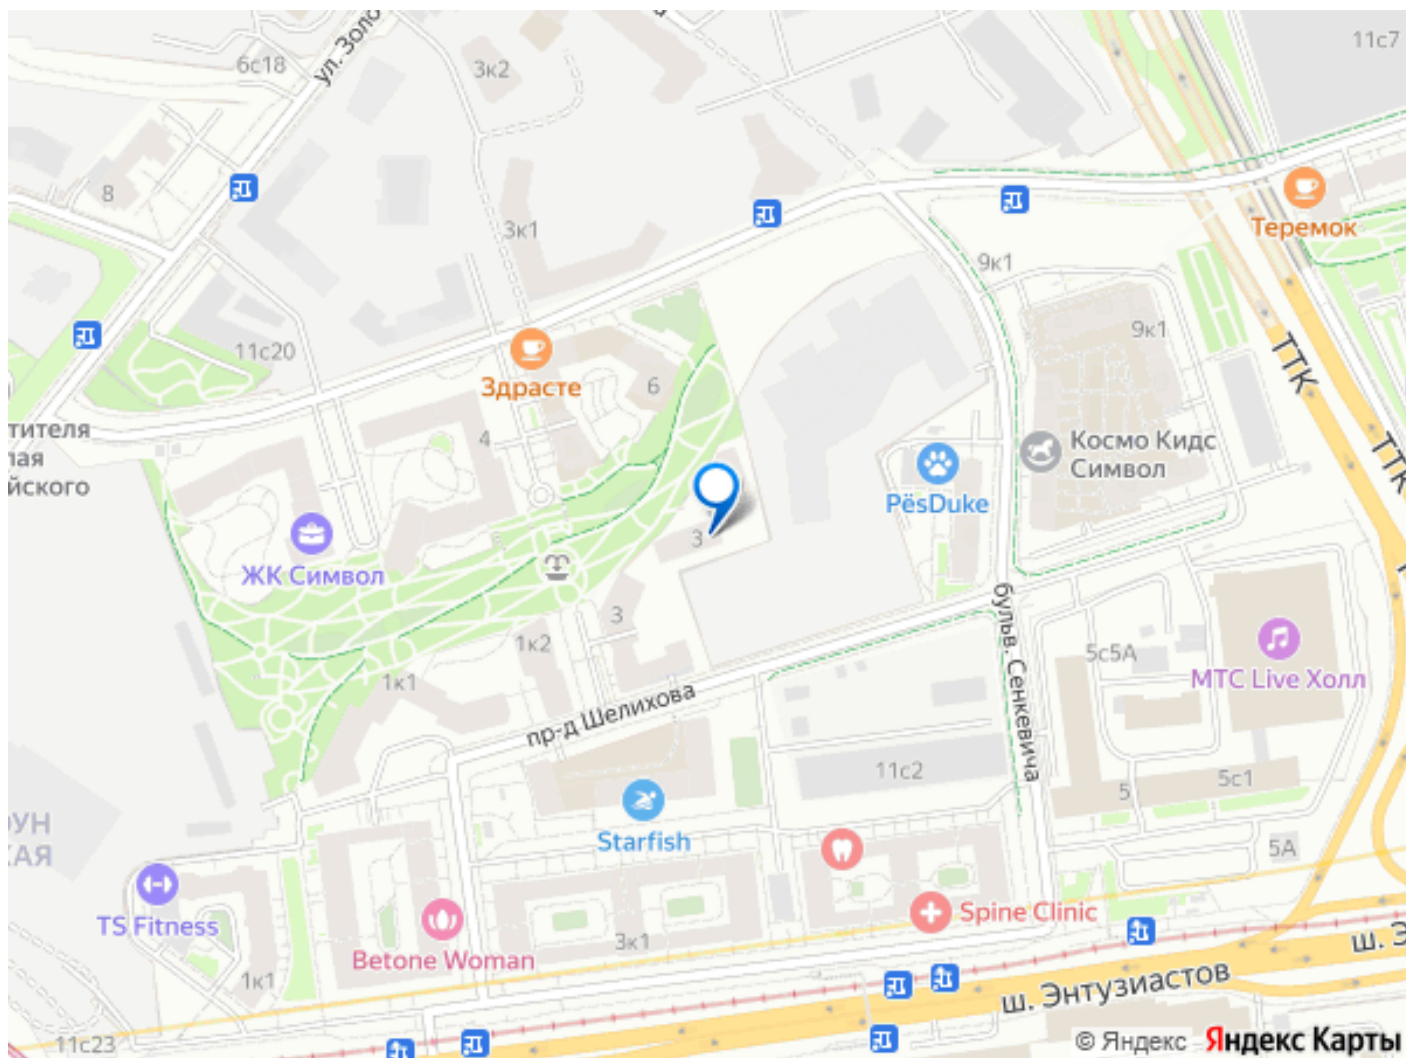 11с7
6с18
ул. Золо
3к2
8
3к1
Теремок
9к1
9к1
11с20
ТТК
Здрасте
6
4
тителя
лая
йского
Космо Кидс
Символ
ТТК
PёsDuke
3
ЖК Символ
3
1к2
бульв. Сенкевича
5с5А
МТС Live Холл
1к1
пр-д Шелихова
11с2
5с1
5
Starfish
УН
КАЯ
5А
TS Fitness
Spine Clinic
3к1
Betone Woman
1к1
ш. Э
ш. Энтузиастов
11с23
© Яндекс Яндекс Карты